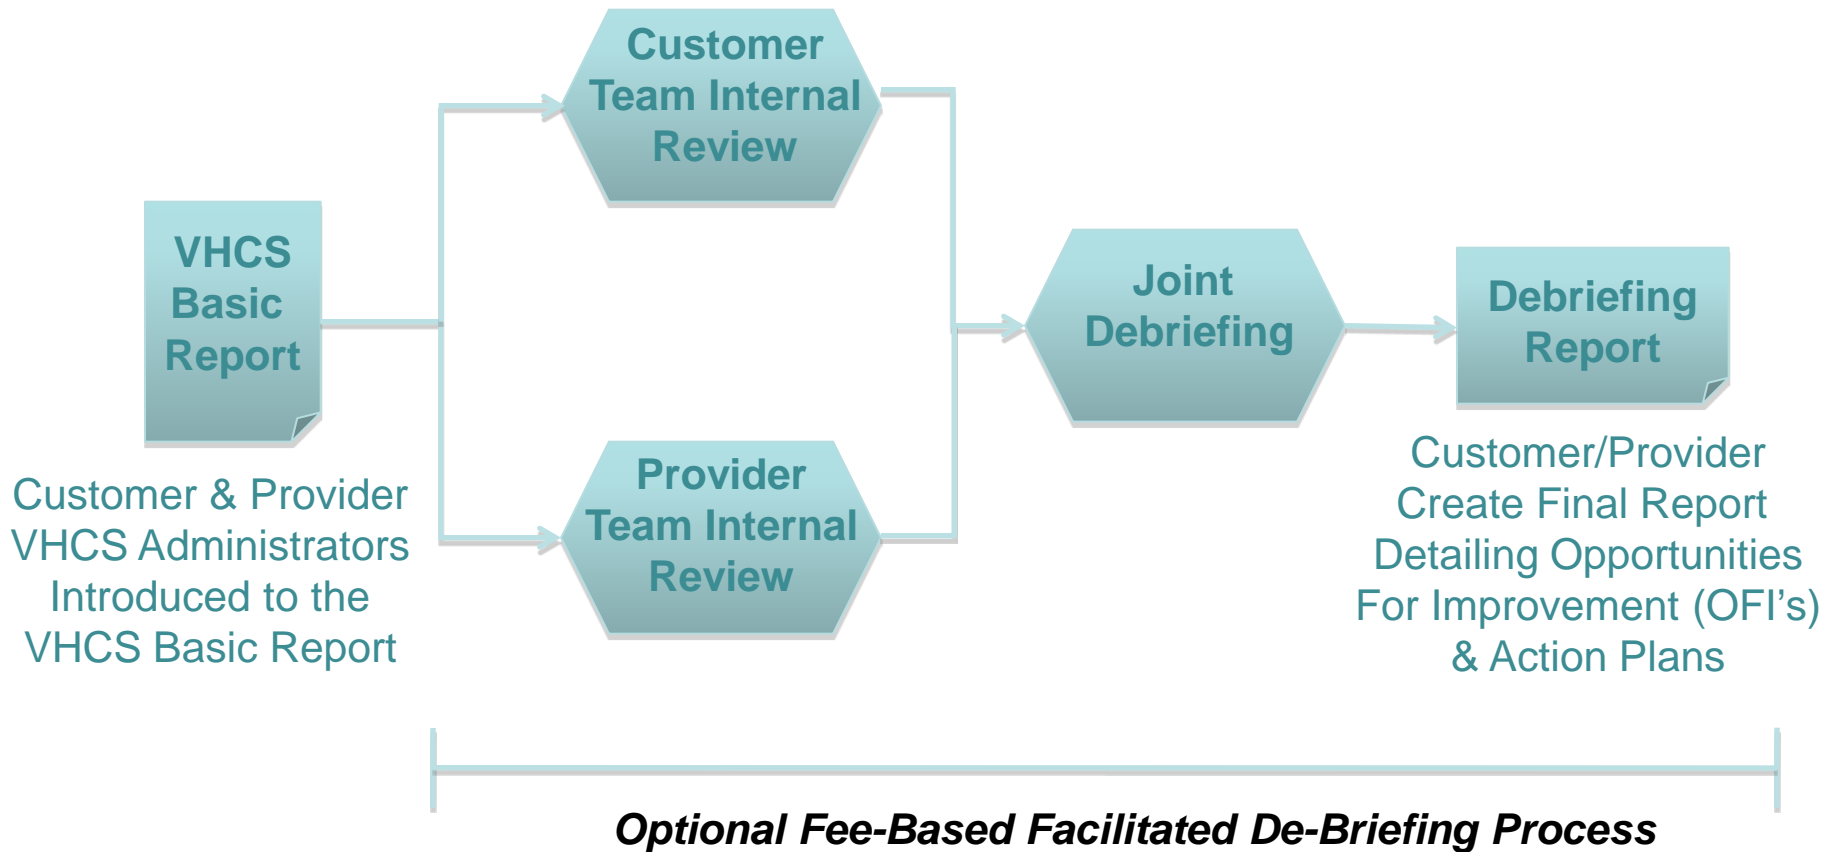 Customer
Team Internal
Review
VHCS
Basic
Report
Customer & Provider
VHCS Administrators
Introduced to the
VHCS Basic Report
Provider
Team Internal
Review
Joint
Debriefing
Debriefing
Report
Customer/Provider
Create Final Report
Detailing Opportunities
For Improvement (OFI’s)
& Action Plans
Optional Fee-Based Facilitated De-Briefing Process